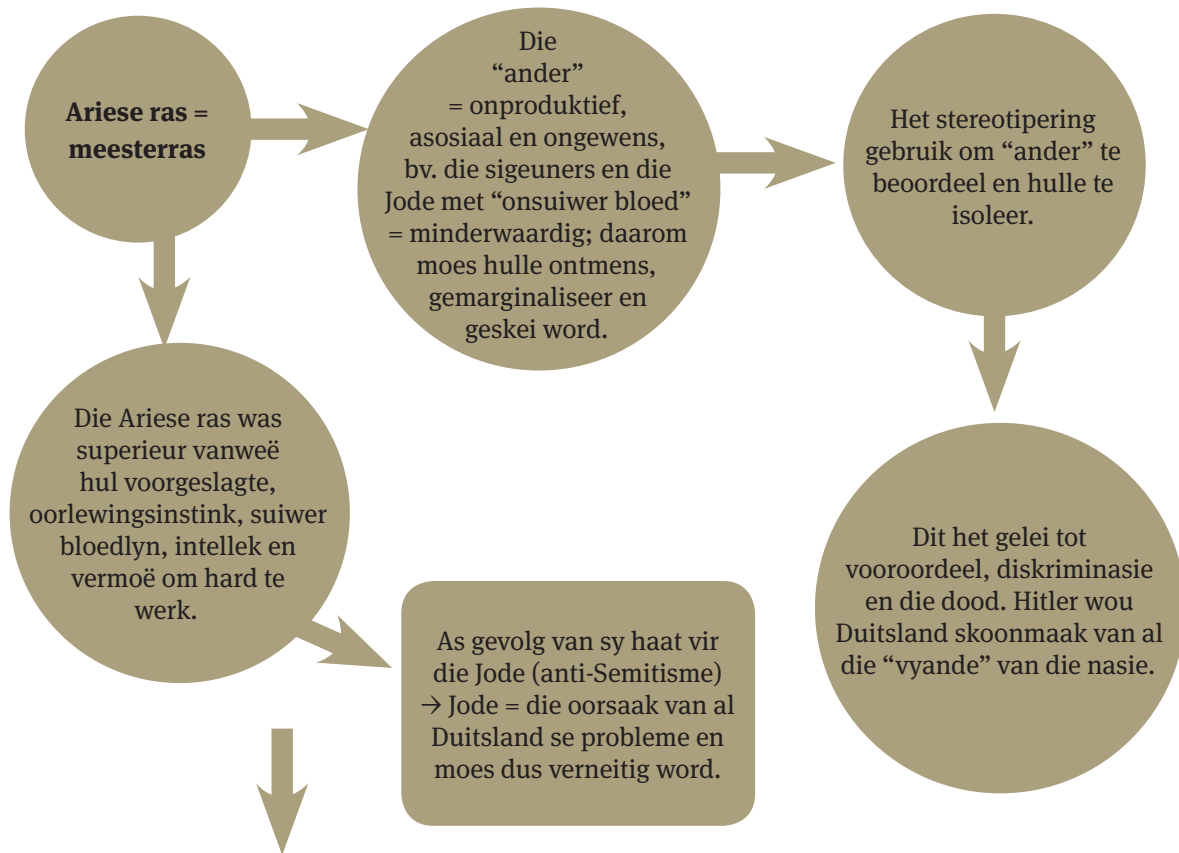 Ariese ras =
meesterras
Die
“ander”
= onproduktief,
asosiaal en ongewens,
bv. die sigeuners en die
Jode met “onsuiwer bloed”
= minderwaardig; daarom
moes hulle ontmens,
gemarginaliseer en
geskei word.
Het stereotipering
gebruik om “ander” te
beoordeel en hulle te
isoleer.
Die Ariese ras was
superieur vanweë
hul voorgeslagte,
oorlewingsinstink, suiwer
bloedlyn, intellek en
vermoë om hard te
werk.
As gevolg van sy haat vir
die Jode (anti-Semitisme)
→ Jode = die oorsaak van al
Duitsland se probleme en
moes dus verneitig word.
Dit het gelei tot
vooroordeel, diskriminasie
en die dood. Hitler wou
Duitsland skoonmaak van al
die “vyande” van die nasie.